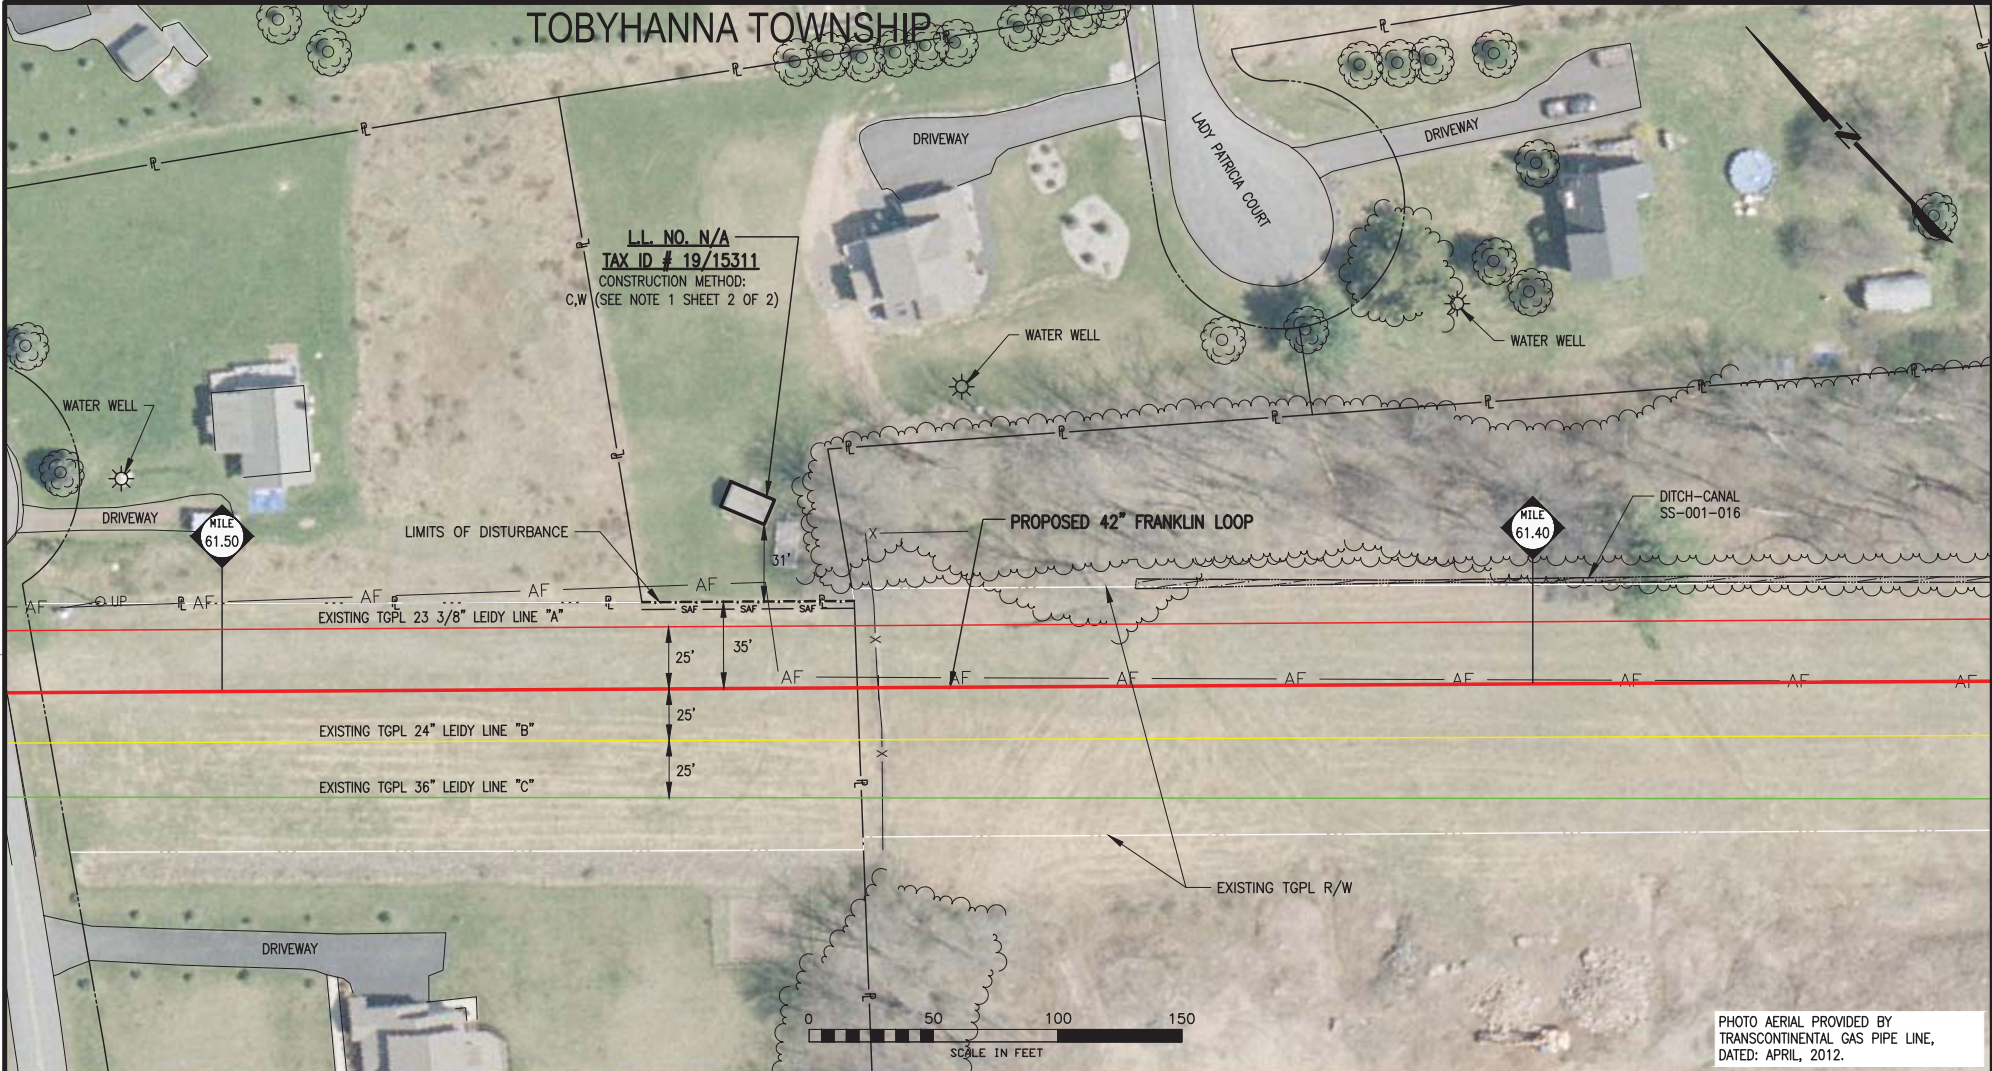 TOBYHANNA TOWNSHIP
DRIVEWAY
LADY PATRICIA COURT
DRIVEWAY
N
L.L. NO. N/A
TAX ID # 19/15311
CONSTRUCTION METHOD:
C,W (SEE NOTE 1 SHEET 2 OF 2)
WATER WELL
WATER WELL
WATER WELL
DRIVEWAY
MILE
61.50
LIMITS OF DISTURBANCE
31'
PROPOSED 42" FRANKLIN LOOP
MILE
61.40
DITCH-CANAL
SS-001-016
X
AF
UP
AF
AF
AF
AF
SAF
SAF
SAF
EXISTING TGPL 23 3/8" LEIDY LINE "A"
25'
35'
X
AF
AF
AF
AF
AF
AF
AF
AF
EXISTING TGPL 24" LEIDY LINE "B"
25'
X
EXISTING TGPL 36" LEIDY LINE "C"
25'
EXISTING TGPL R/W
DRIVEWAY
0 50 100 150
SCALE IN FEET
PHOTO AERIAL PROVIDED BY
TRANSCONTINENTAL GAS PIPE LINE,
DATED: APRIL, 2012.